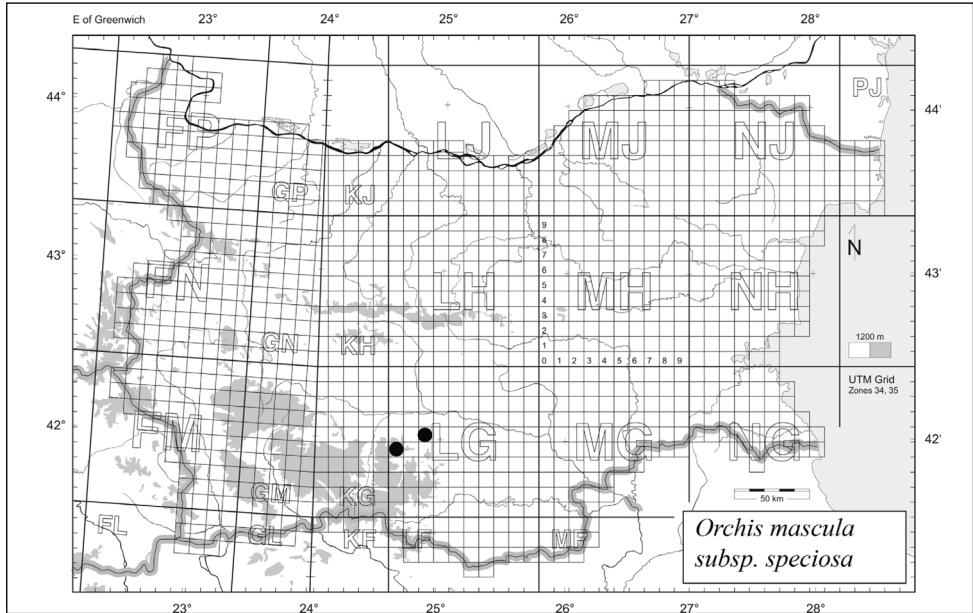 E of Greenwich 23° 24° 25° 26° 27° 28°
PJ
44° 44°
FP LJ MJ NJ
GP KJ
9
8
7
43° FN 6 43°
N
5
LH MH NH
4
3
2
GN KH 1
0 1 2 3 4 5 6 7 8 9
1200 m
UTM Grid
Zones 34, 35
42° FM LG MG NG 42°
GM KG
50 km
FL GL KF LF MF
Orchis mascula
subsp. speciosa
23° 24° 25° 26° 27° 28°